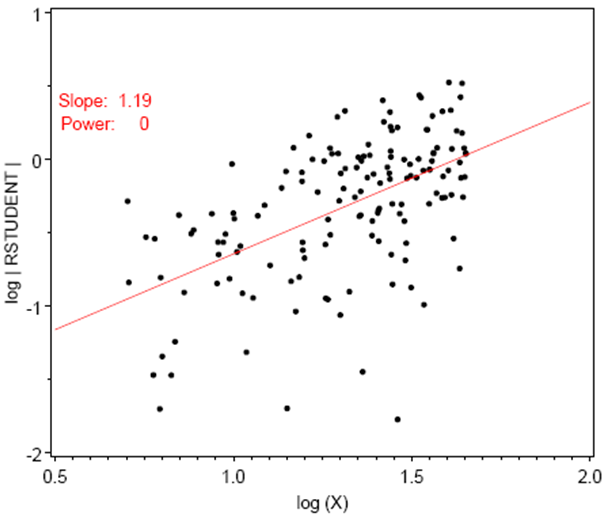 1
Slope: 1.19
Power: 0
0
log | RSTUDENT |
-1
-2
0.5 1.0 1.5 2.0
log (X)